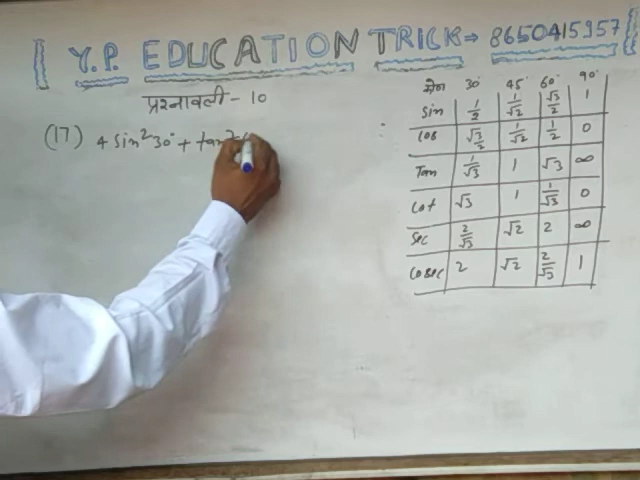 Y.P. EDUCATION TRICK → 8650415957
प्रश्नावली - 10
(17) 4 sin²30° + tan²
कोण 30° 45° 60° 90°
sin 1/2 1/√2 √3/2 1
cos √3/2 1/√2 1/2 0
Tan 1/√3 1 √3 ∞
cot √3 1 1/√3 0
sec 2/√3 √2 2 ∞
cosec 2 √2 2/√3 1